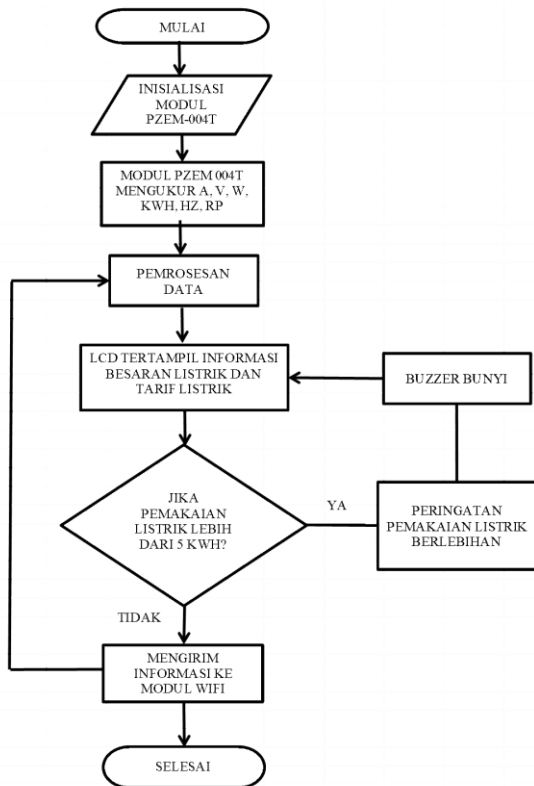 MULAI
INISIALISASI
MODUL
PZEM-004T
MODUL PZEM 004T
MENGUKUR A, V, W,
KWH, HZ, RP
PEMROSESAN
DATA
LCD TERTAMPIL INFORMASI
BESARAN LISTRIK DAN
TARIF LISTRIK
BUZZER BUNYI
JIKA
PEMAKAIAN
LISTRIK LEBIH
DARI 5 KWH?
YA
PERINGATAN
PEMAKAIAN LISTRIK
BERLEBIHAN
TIDAK
MENGIRIM
INFORMASI KE
MODUL WIFI
SELESAI